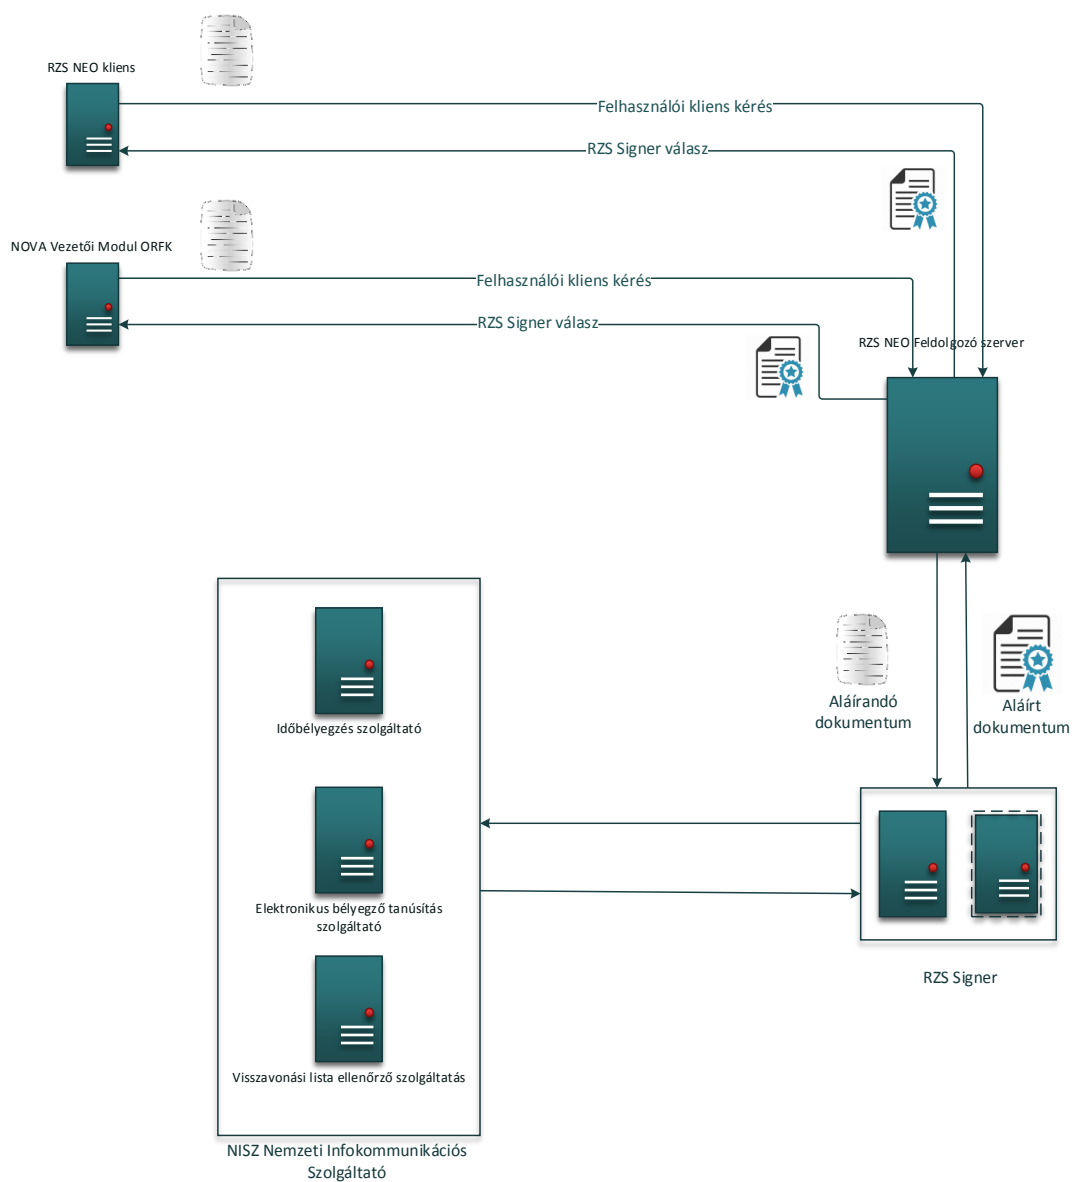 RZS NEO kliens
Felhasználói kliens kérés
RZS Signer válasz
NOVA Vezetői Modul ORFK
Felhasználói kliens kérés
RZS Signer válasz
RZS NEO Feldolgozó szerver
Aláírandó
dokumentum
Aláírt
dokumentum
Időbélyegzés szolgáltató
Elektronikus bélyegző tanúsítás
szolgáltató
RZS Signer
Visszavonási lista ellenőrző szolgáltatás
NISZ Nemzeti Infokommunikációs
Szolgáltató